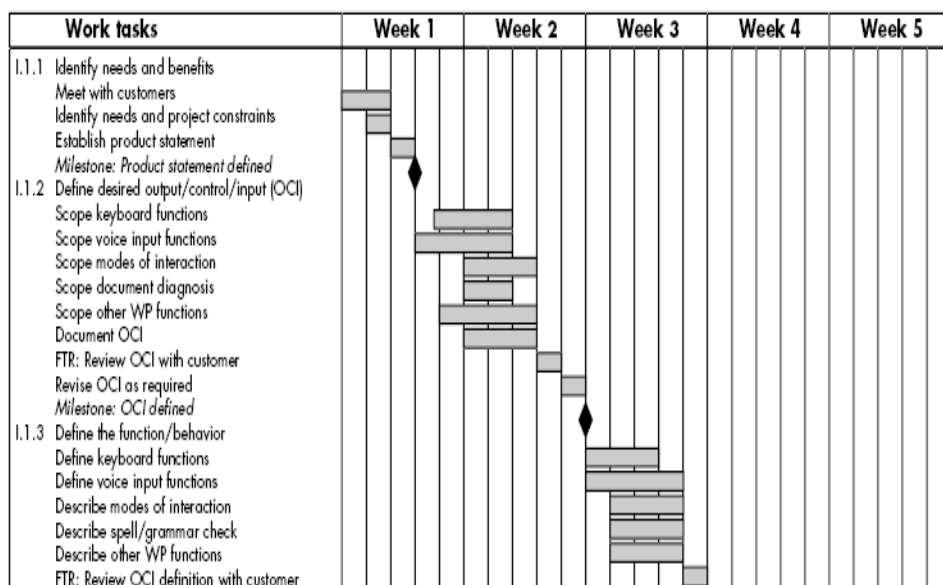 Work tasks Week 1 Week 2 Week 3 Week 4 Week 5
I.1.1 Identify needs and benefits
Meet with customers
Identify needs and project constraints
Establish product statement
Milestone: Product statement defined
I.1.2 Define desired output/control/input (OCI)
Scope keyboard functions
Scope voice input functions
Scope modes of interaction
Scope document diagnosis
Scope other WP functions
Document OCI
FTR: Review OCI with customer
Revise OCI as required
Milestone: OCI defined
I.1.3 Define the function/behavior
Define keyboard functions
Define voice input functions
Describe modes of interaction
Describe spell/grammar check
Describe other WP functions
FTR: Review OCI definition with customer